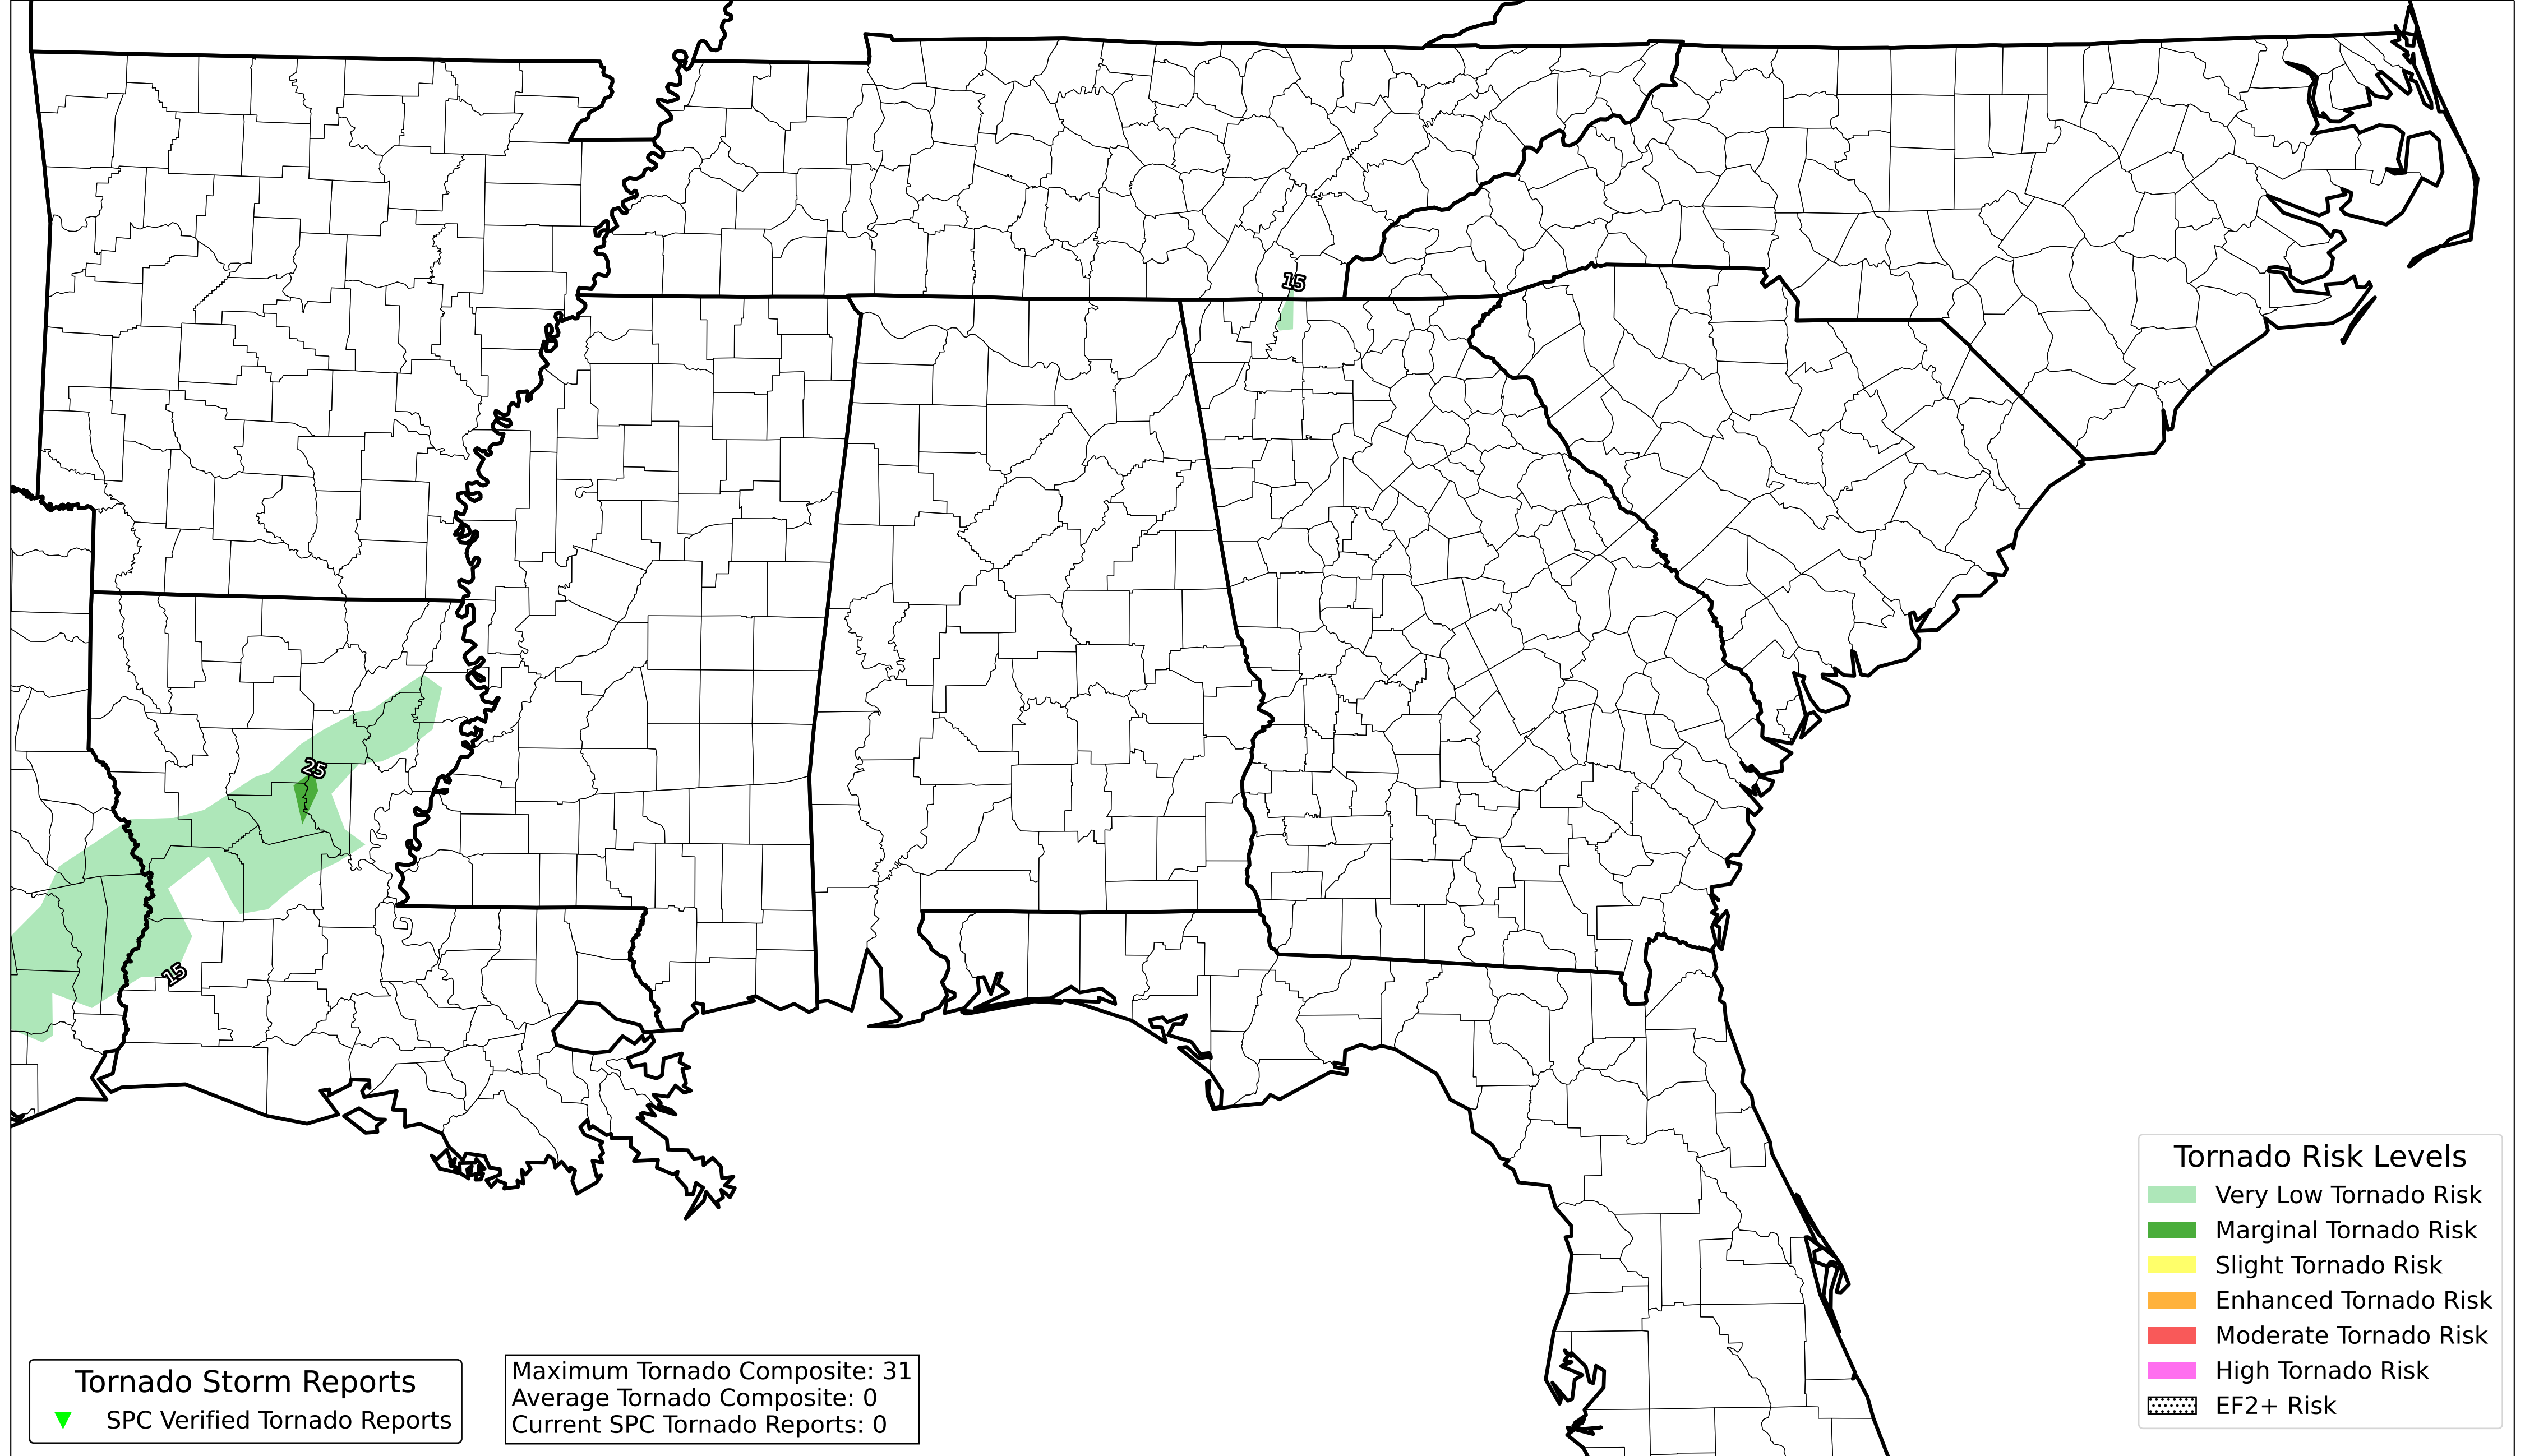 15
25
15
Tornado Risk Levels
Very Low Tornado Risk
Marginal Tornado Risk
Slight Tornado Risk
Enhanced Tornado Risk
Moderate Tornado Risk
High Tornado Risk
EF2+ Risk
Tornado Storm Reports
SPC Verified Tornado Reports
Maximum Tornado Composite: 31
Average Tornado Composite: 0
Current SPC Tornado Reports: 0